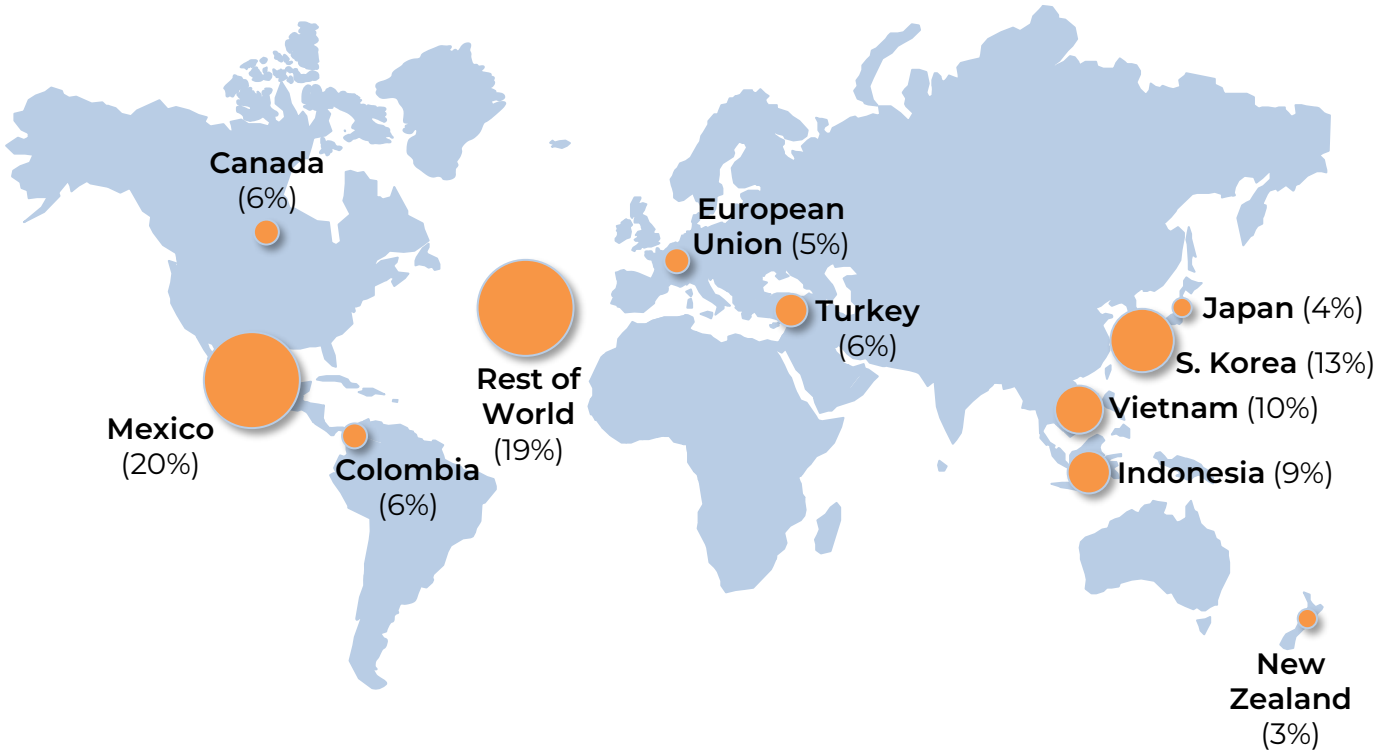 Canada
(6%)
European
Union (5%)
Turkey
(6%)
Japan (4%)
S. Korea (13%)
Rest of
World
(19%)
Vietnam (10%)
Mexico
(20%)
Colombia
(6%)
Indonesia (9%)
New
Zealand
(3%)